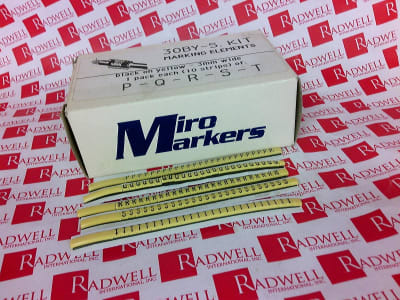 30BY-5 KIT
MARKING ELEMENTS
black on yellow - 3mm wide
1 pack each (10 strips) of
P-Q-R-S-T
Miro
Markers
RADWELL
INTERNATIONAL, INC.